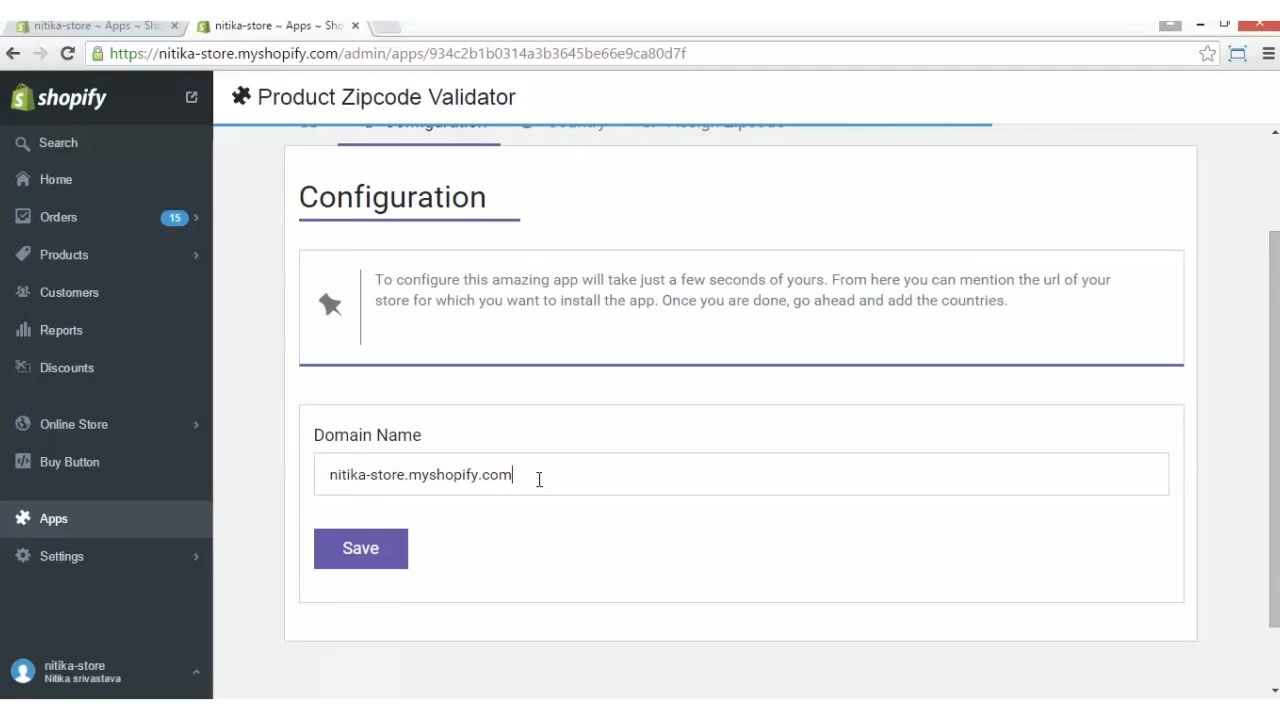 nitika-store ~ Apps ~ Sh
nitika-store ~ Apps ~ Sho
https://nitika-store.myshopify.com/admin/apps/934c2b1b0314a3b3645be66e9ca80d7f
shopify
Product Zipcode Validator
Configuration
Country
Assign Zipcode
Search
Home
Orders 15
Products
Customers
Reports
Discounts
Online Store
Buy Button
Apps
Settings
nitika-store
Nitika srivastava
Configuration
To configure this amazing app will take just a few seconds of yours. From here you can mention the url of your
store for which you want to install the app. Once you are done, go ahead and add the countries.
Domain Name
nitika-store.myshopify.com
Save